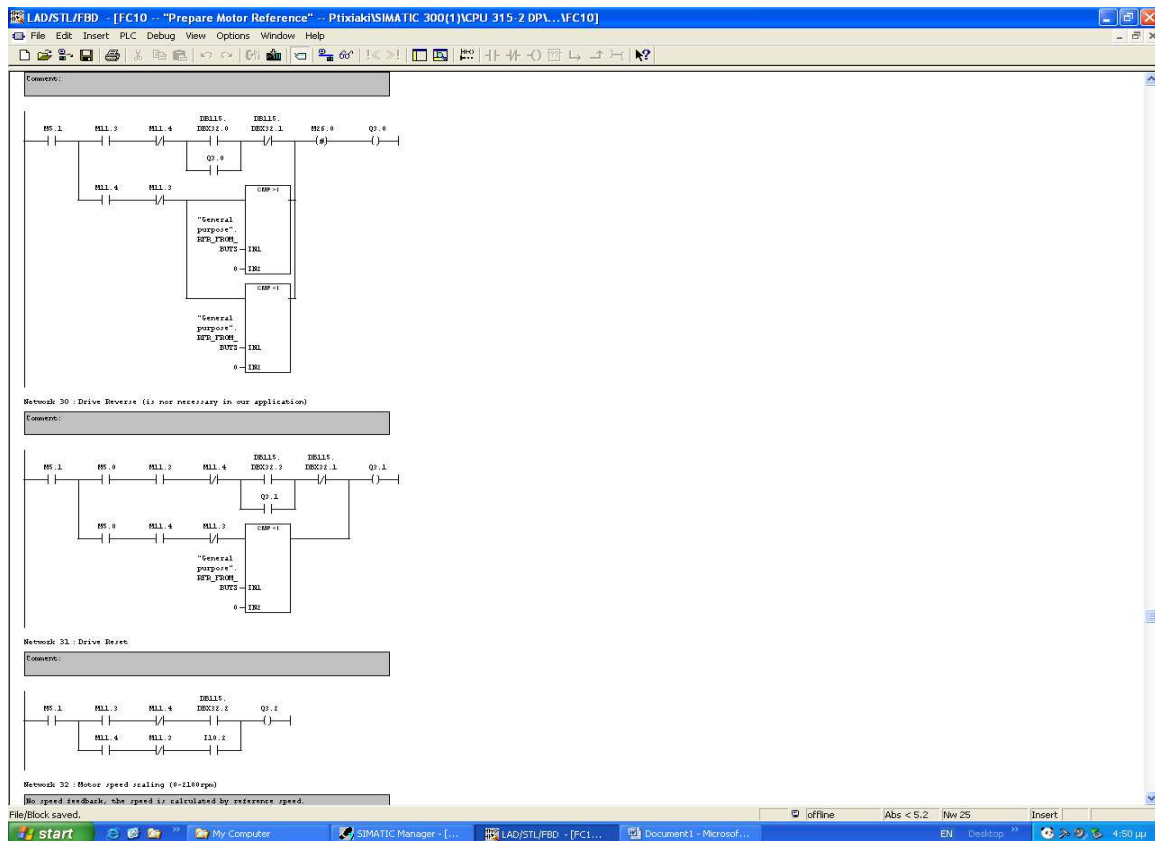 LAD/STL/FBD - [FC10 -- "Prepare Motor Reference" -- Ptixiaki\SIMATIC 300(1)\CPU 315-2 DP\...\FC10]
File Edit Insert PLC Debug View Options Window Help
Comment:
DB115. DB115.
M5.1 M11.3 M11.4 DBX32.0 DBX32.1 M26.0 Q3.0
(#)
Q3.0
M11.4 M11.3 CMP >I
"General
purpose".
RFR_FROM_
BUTS IN1
0 IN2
"General
purpose".
RFR_FROM_
BUTS IN1
0 IN2
Network 30 : Drive Reverse (is nor necessary in our application)
Comment:
DB115. DB115.
M5.1 M5.0 M11.3 M11.4 DBX32.3 DBX32.1 Q3.1
Q3.1
M5.0 M11.4 M11.3
"General
purpose".
RFR_FROM_
BUTS IN1
0 IN2
Network 31 : Drive Reset
Comment:
DB115.
M5.1 M11.3 M11.4 DBX32.2 Q3.2
M11.4 M11.3 I10.2
Network 32 : Motor speed scaling (0-2100rpm)
No speed feedback, the speed is calculated by reference speed.
File/Block saved. offline Abs < 5.2 Nw 25 Insert
start My Computer SIMATIC Manager - [... LAD/STL/FBD - [FC1... Document1 - Microsof... EN Desktop 4:50 μμ